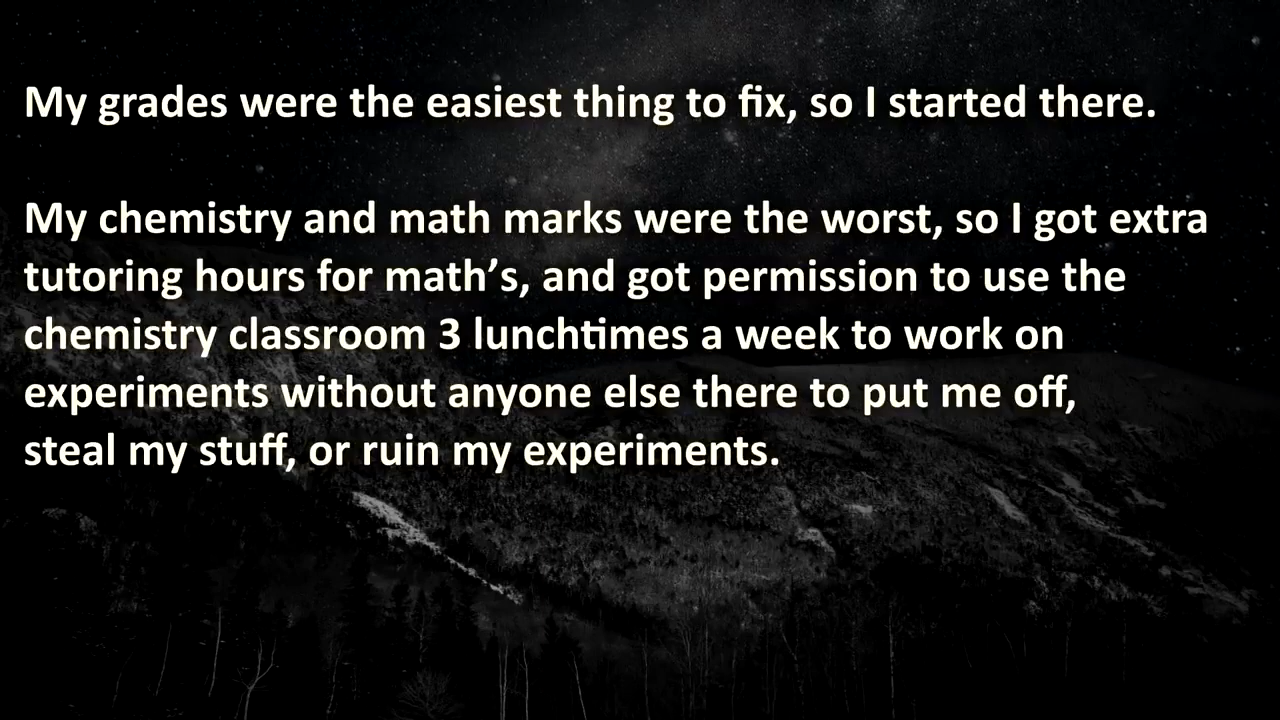 My grades were the easiest thing to fix, so I started there.
My chemistry and math marks were the worst, so I got extra
tutoring hours for math’s, and got permission to use the
chemistry classroom 3 lunchtimes a week to work on
experiments without anyone else there to put me off,
steal my stuff, or ruin my experiments.